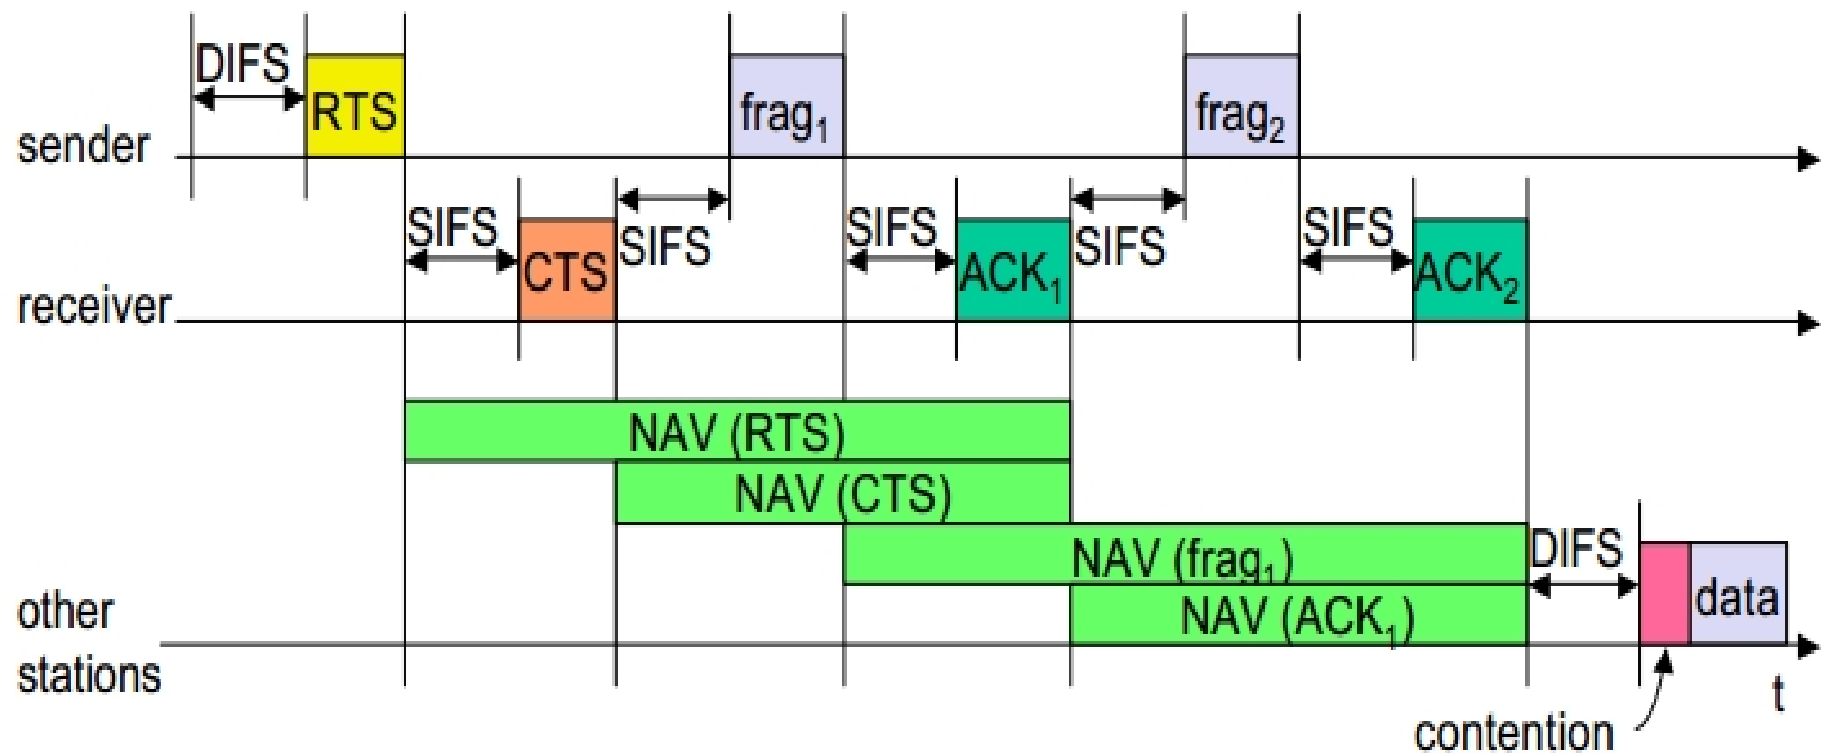 DIFS
RTS
frag₁
frag₂
sender
SIFS
CTS
SIFS
SIFS
ACK₁
SIFS
SIFS
ACK₂
receiver
NAV (RTS)
NAV (CTS)
NAV (frag₁)
DIFS
NAV (ACK₁)
data
other
stations
t
contention